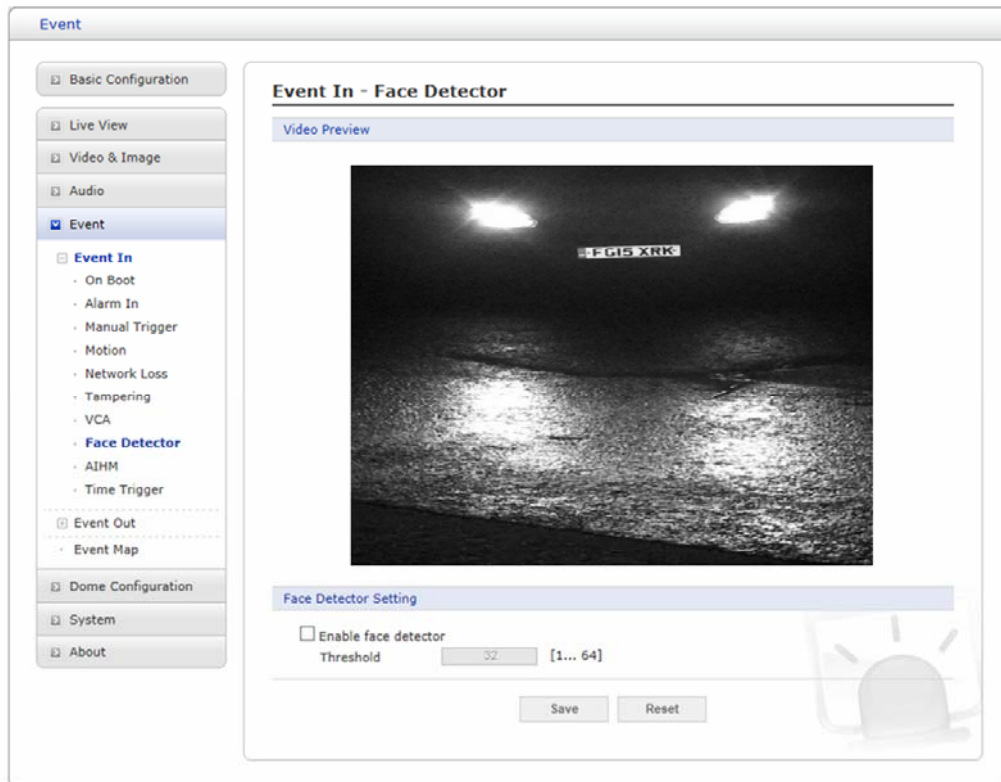 Event
Basic Configuration
Live View
Video & Image
Audio
Event
Event In
On Boot
Alarm In
Manual Trigger
Motion
Network Loss
Tampering
VCA
Face Detector
AIHM
Time Trigger
Event Out
Event Map
Dome Configuration
System
About
Event In - Face Detector
Video Preview
FG15 XRK
Face Detector Setting
Enable face detector
Threshold 32 [1... 64]
Save Reset